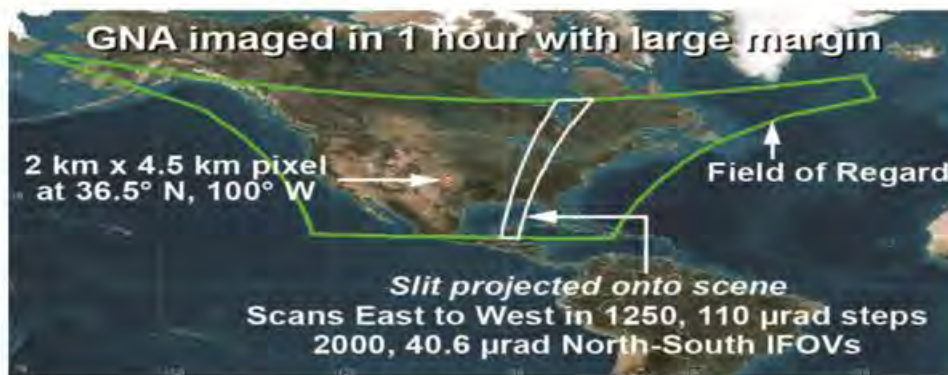 GNA imaged in 1 hour with large margin
2 km x 4.5 km pixel
at 36.5° N, 100° W
Field of Regard
Slit projected onto scene
Scans East to West in 1250, 110 µrad steps
2000, 40.6 µrad North-South IFOVs